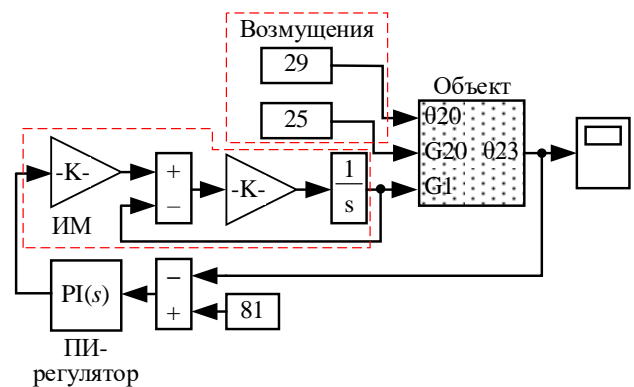 Возмущения
29
Объект
θ20
25
G20 θ23
-K-
+
−
-K-
1
s
G1
ИМ
PI(s)
−
+
81
ПИ-
регулятор